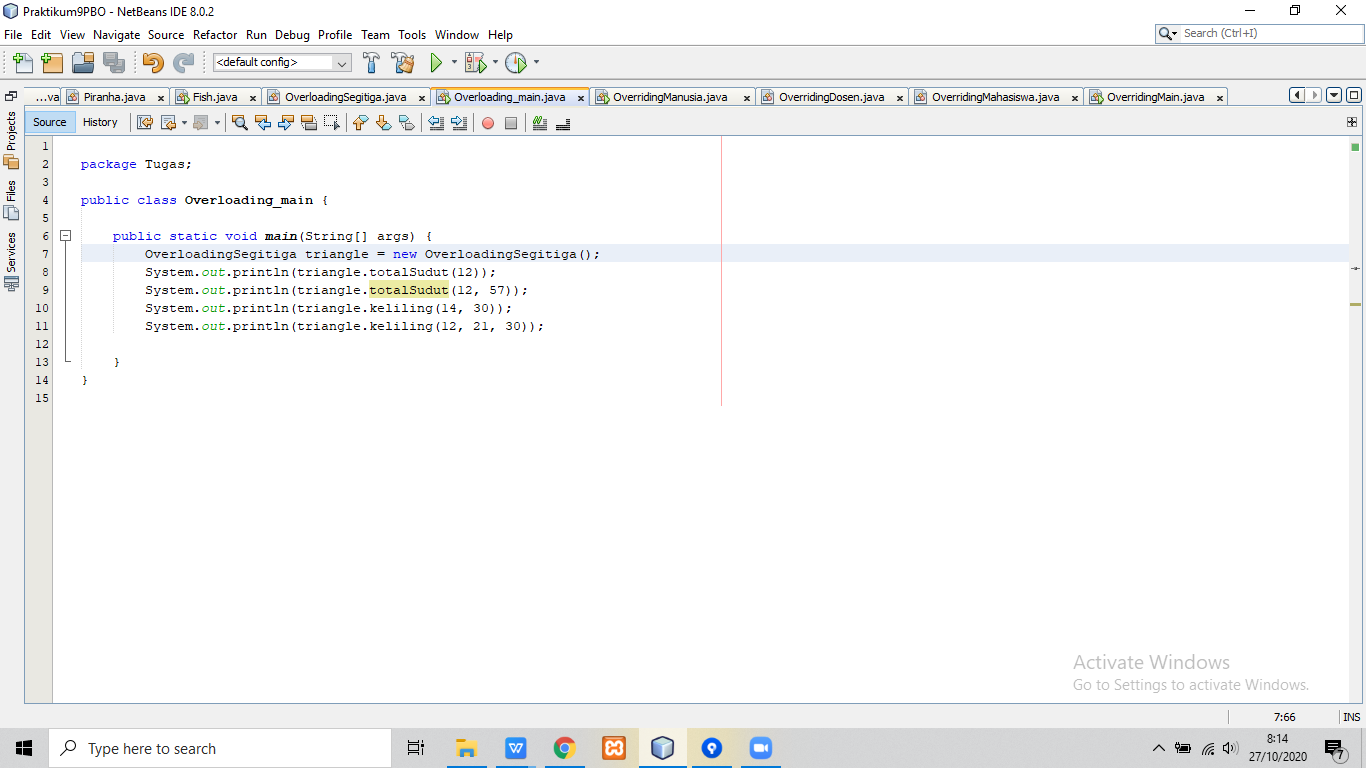 Praktikum9PBO - NetBeans IDE 8.0.2
File Edit View Navigate Source Refactor Run Debug Profile Team Tools Window Help
Search (Ctrl+I)
<default config>
...va Piranha.java Fish.java OverloadingSegitiga.java Overloading_main.java OverridingManusia.java OverridingDosen.java OverridingMahasiswa.java OverridingMain.java
Projects
Files
Services
Source History
1
2 package Tugas;
3
4 public class Overloading_main {
5
6 public static void main(String[] args) {
7 OverloadingSegitiga triangle = new OverloadingSegitiga();
8 System.out.println(triangle.totalSudut(12));
9 System.out.println(triangle.totalSudut(12, 57));
10 System.out.println(triangle.keliling(14, 30));
11 System.out.println(triangle.keliling(12, 21, 30));
12
13 }
14 }
15
Activate Windows
Go to Settings to activate Windows.
7:66 INS
Type here to search
8:14
27/10/2020
7